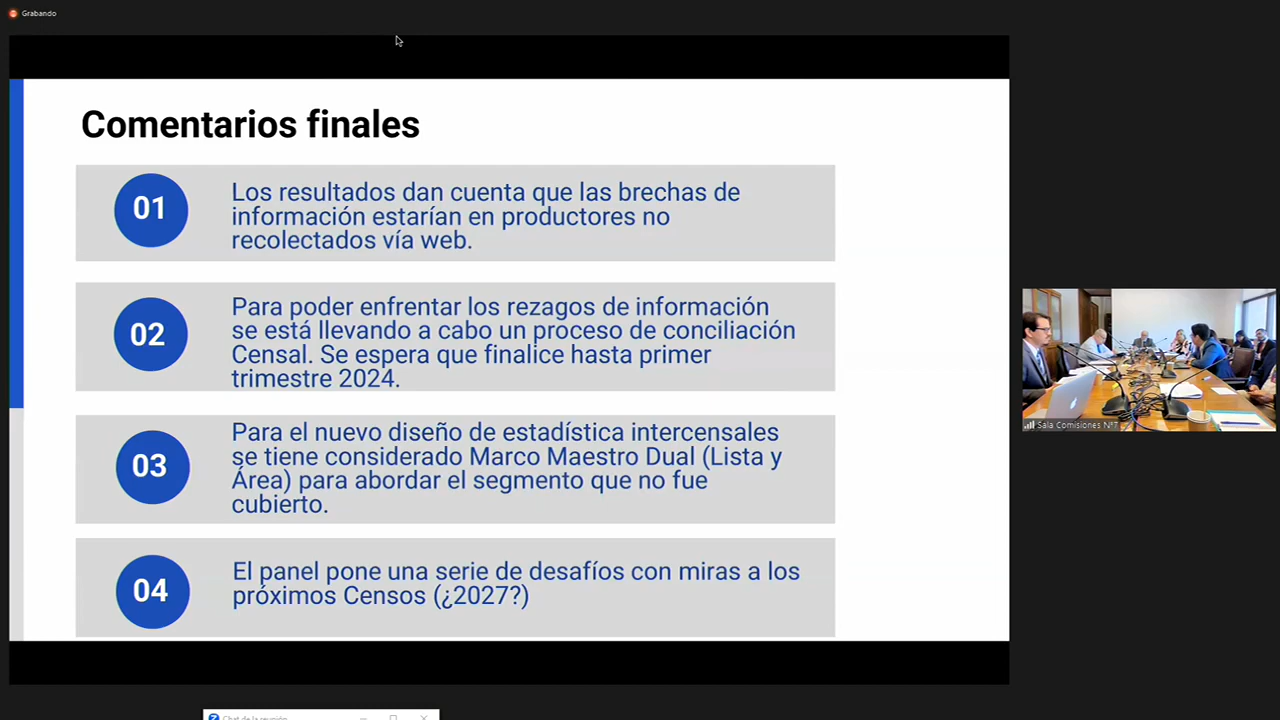 Grabando
Comentarios finales
01
Los resultados dan cuenta que las brechas de
información estarían en productores no
recolectados vía web.
02
Para poder enfrentar los rezagos de información
se está llevando a cabo un proceso de conciliación
Censal. Se espera que finalice hasta primer
trimestre 2024.
03
Para el nuevo diseño de estadística intercensales
se tiene considerado Marco Maestro Dual (Lista y
Área) para abordar el segmento que no fue
cubierto.
04
El panel pone una serie de desafíos con miras a los
próximos Censos (¿2027?)
Sala Comisiones N°7
Chat de la reunión